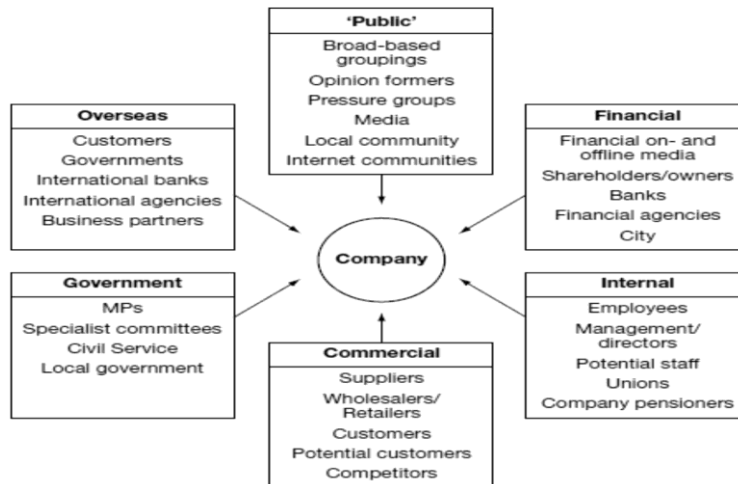 'Public'
Broad-based
groupings
Opinion formers
Pressure groups
Media
Local community
Internet communities
Overseas
Customers
Governments
International banks
International agencies
Business partners
Financial
Financial on- and
offline media
Shareholders/owners
Banks
Financial agencies
City
Company
Government
MPs
Specialist committees
Civil Service
Local government
Commercial
Suppliers
Wholesalers/
Retailers
Customers
Potential customers
Competitors
Internal
Employees
Management/
directors
Potential staff
Unions
Company pensioners